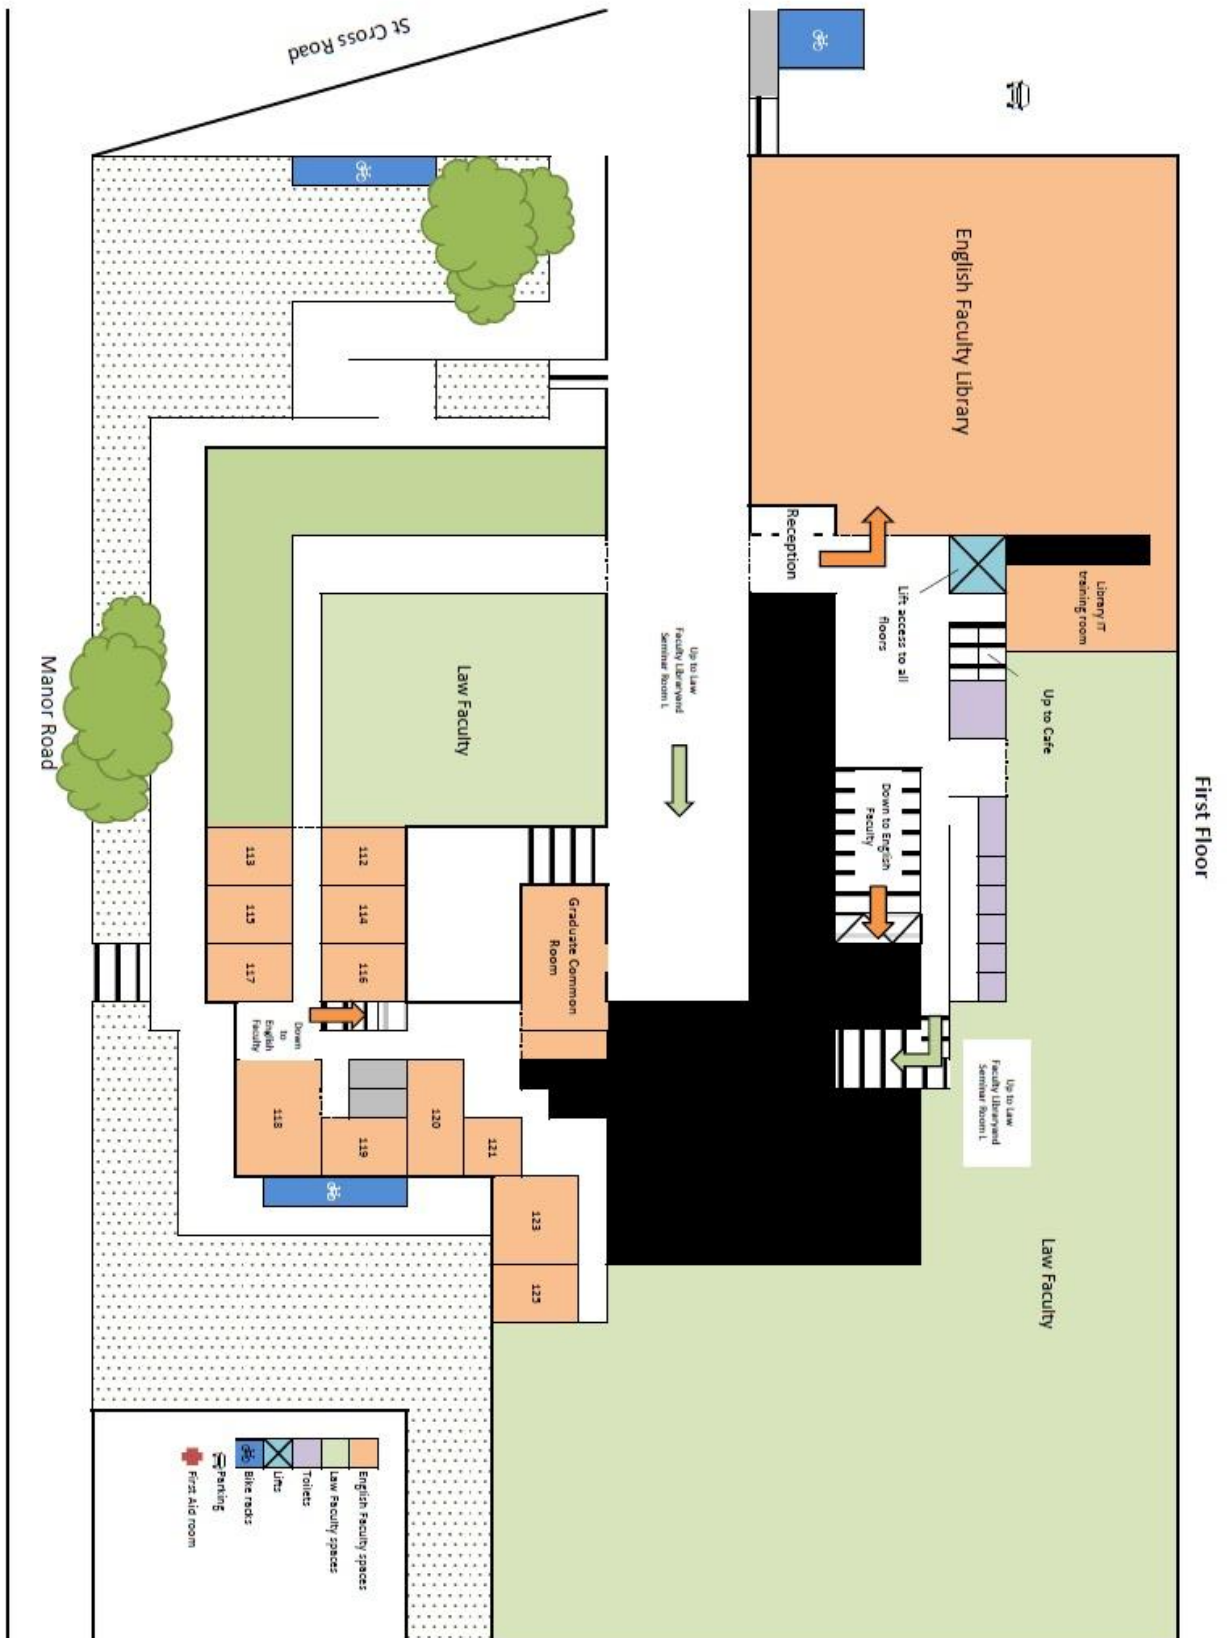 First Floor
St Cross Road
English Faculty Library
Reception
Library IT
training room
Lift access to all
floors
Up to Cafe
Up to Law
Faculty Libraryand
Seminar Room L
Down to English
Faculty
Law Faculty
Manor Road
113
112
115
114
117
116
Graduate Common
Room
Down
to
English
Faculty
Up to Law
Faculty Libraryand
Seminar Room L
118
119
120
121
123
125
Law Faculty
English Faculty spaces
Law Faculty spaces
Toilets
Lifts
Bike racks
Parking
First Aid room